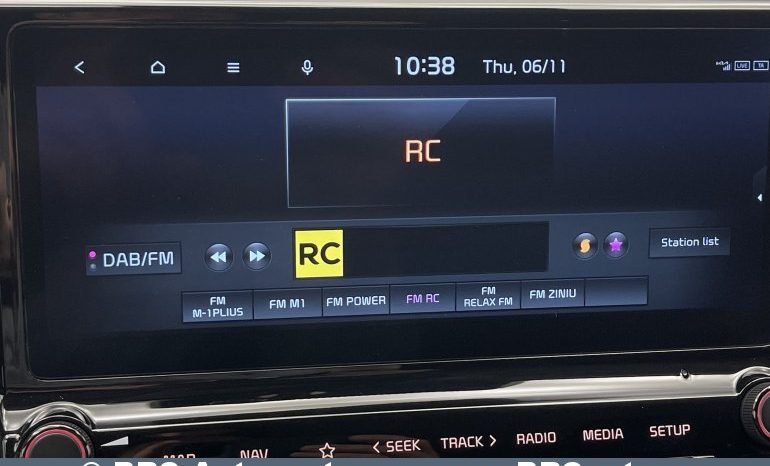 10:38 Thu, 06/11 LIVE TA
RC
DAB/FM RC Station list
FM M-1PLIUS FM M1 FM POWER FM RC FM RELAX FM FM ZINIU
MAP NAV < SEEK TRACK > RADIO MEDIA SETUP